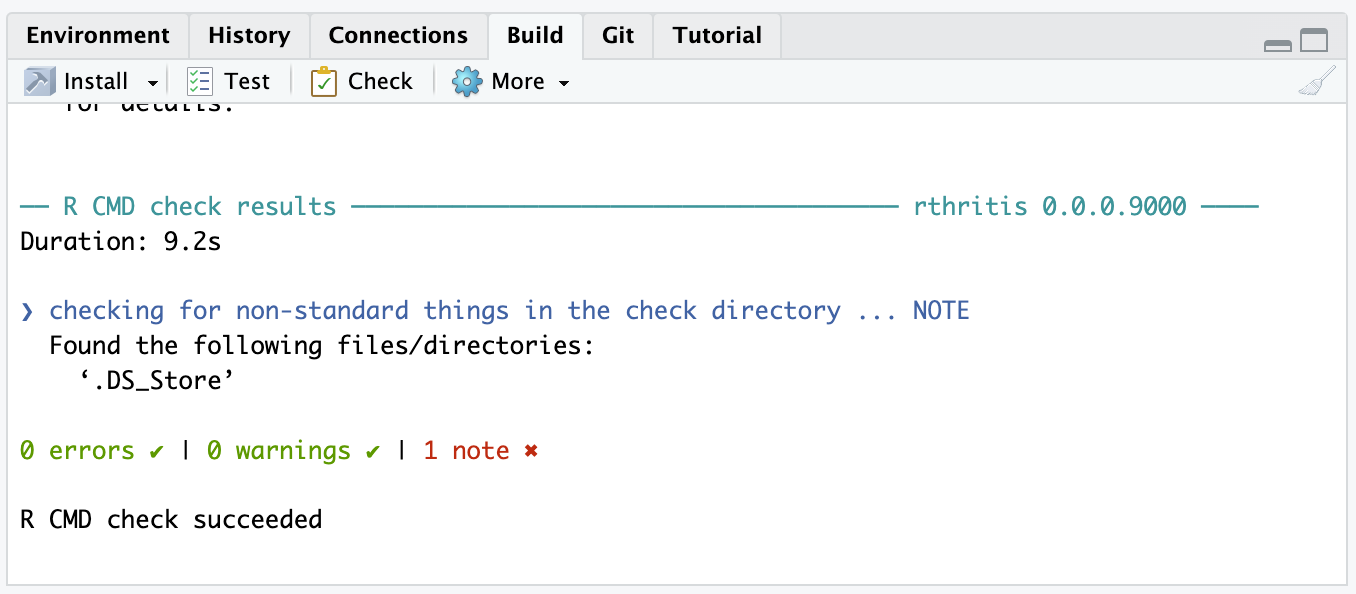 Environment History Connections Build Git Tutorial
Install Test Check More
for details.
── R CMD check results ────────────────────────────────────── rthritis 0.0.0.9000 ────
Duration: 9.2s
❯ checking for non-standard things in the check directory ... NOTE
Found the following files/directories:
‘.DS_Store’
0 errors ✔ | 0 warnings ✔ | 1 note ✖
R CMD check succeeded